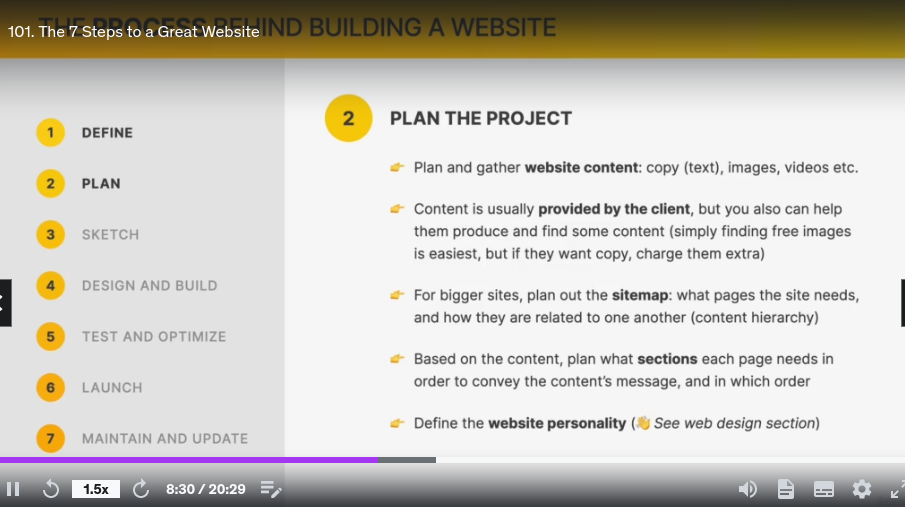 THE PROCESS BEHIND BUILDING A WEBSITE
101. The 7 Steps to a Great Website
1 DEFINE
2 PLAN
3 SKETCH
4 DESIGN AND BUILD
5 TEST AND OPTIMIZE
6 LAUNCH
7 MAINTAIN AND UPDATE
2 PLAN THE PROJECT
Plan and gather website content: copy (text), images, videos etc.
Content is usually provided by the client, but you also can help
them produce and find some content (simply finding free images
is easiest, but if they want copy, charge them extra)
For bigger sites, plan out the sitemap: what pages the site needs,
and how they are related to one another (content hierarchy)
Based on the content, plan what sections each page needs in
order to convey the content’s message, and in which order
Define the website personality (👋 See web design section)
1.5x 8:30 / 20:29